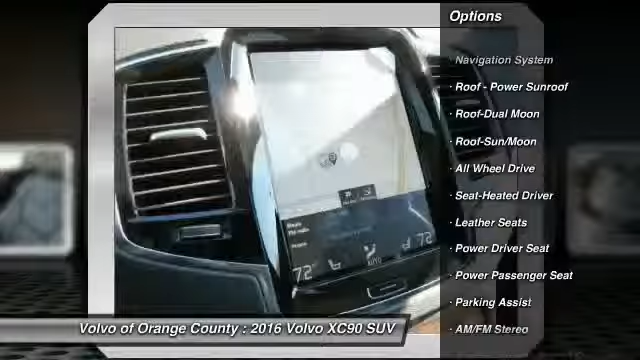 Options
· Navigation System
· Roof - Power Sunroof
· Roof-Dual Moon
· Roof-Sun/Moon
· All Wheel Drive
· Seat-Heated Driver
· Leather Seats
· Power Driver Seat
· Power Passenger Seat
· Parking Assist
· AM/FM Stereo
72
AUTO
72
Volvo of Orange County : 2016 Volvo XC90 SUV